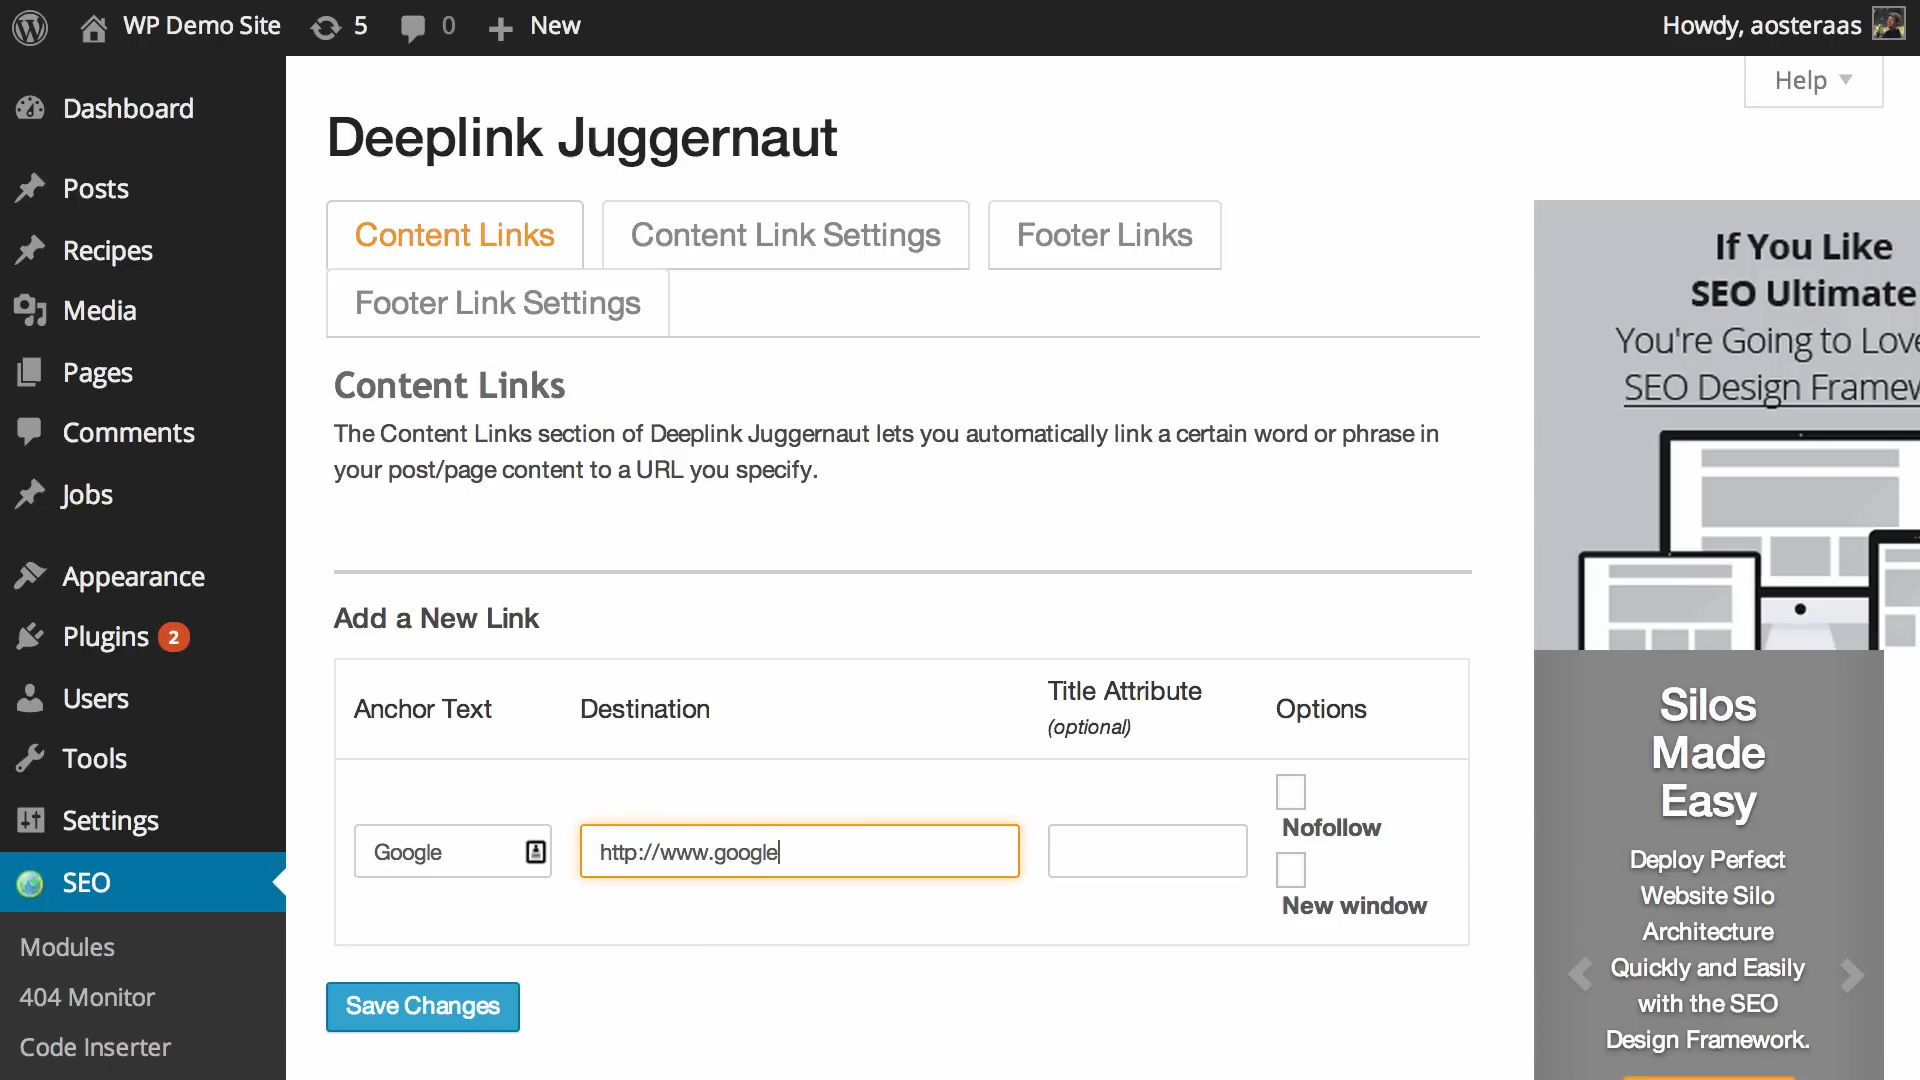 WP Demo Site 5 0 New Howdy, aosteraas
Help
Dashboard
Posts
Recipes
Media
Pages
Comments
Jobs
Appearance
Plugins 2
Users
Tools
Settings
SEO
Modules
404 Monitor
Code Inserter
Deeplink Juggernaut
Content Links Content Link Settings Footer Links
Footer Link Settings
Content Links
The Content Links section of Deeplink Juggernaut lets you automatically link a certain word or phrase in
your post/page content to a URL you specify.
Add a New Link
Anchor Text Destination Title Attribute (optional) Options
Google http://www.google
Nofollow
New window
Save Changes
If You Like
SEO Ultimate
You're Going to
SEO Design
Silos
Made
Easy
Deploy Perfect
Website Silo
Architecture
Quickly and Easily
with the SEO
Design Framework.